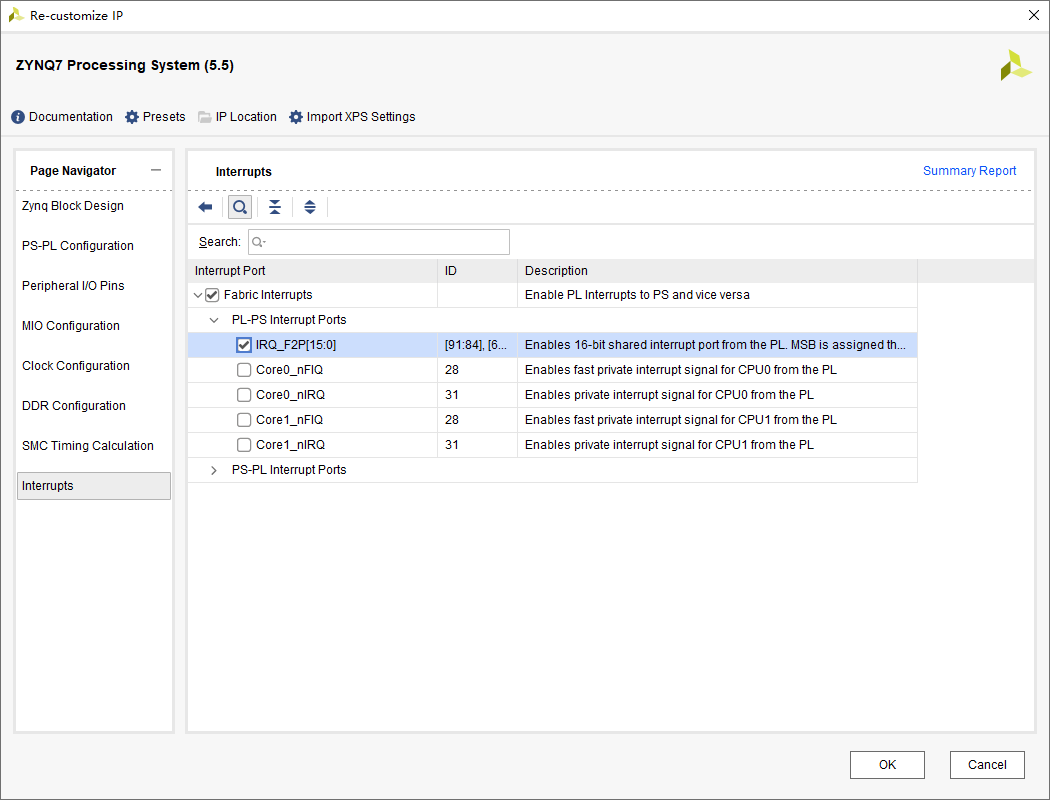 Re-customize IP
ZYNQ7 Processing System (5.5)
Documentation Presets IP Location Import XPS Settings
Page Navigator
Zynq Block Design
PS-PL Configuration
Peripheral I/O Pins
MIO Configuration
Clock Configuration
DDR Configuration
SMC Timing Calculation
Interrupts
Interrupts Summary Report
Search:
Interrupt Port ID Description
Fabric Interrupts Enable PL Interrupts to PS and vice versa
PL-PS Interrupt Ports
IRQ_F2P[15:0] [91:84], [6... Enables 16-bit shared interrupt port from the PL. MSB is assigned th...
Core0_nFIQ 28 Enables fast private interrupt signal for CPU0 from the PL
Core0_nIRQ 31 Enables private interrupt signal for CPU0 from the PL
Core1_nFIQ 28 Enables fast private interrupt signal for CPU1 from the PL
Core1_nIRQ 31 Enables private interrupt signal for CPU1 from the PL
PS-PL Interrupt Ports
OK Cancel